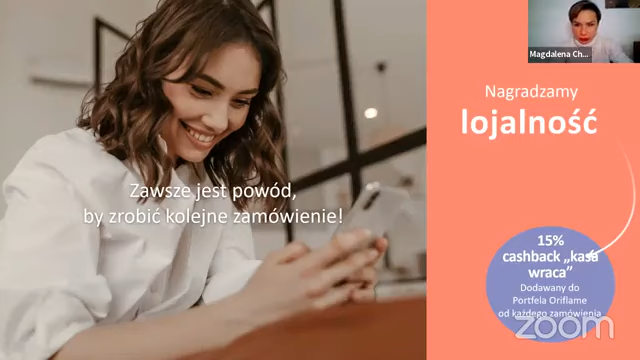 Magdalena Ch...
Nagradzamy
lojalność
Zawsze jest powód,
by zrobić kolejne zamówienie!
15%
cashback „kasa
wraca”
Dodawany do
Portfela Oriflame
od każdego zamówienia
zoom